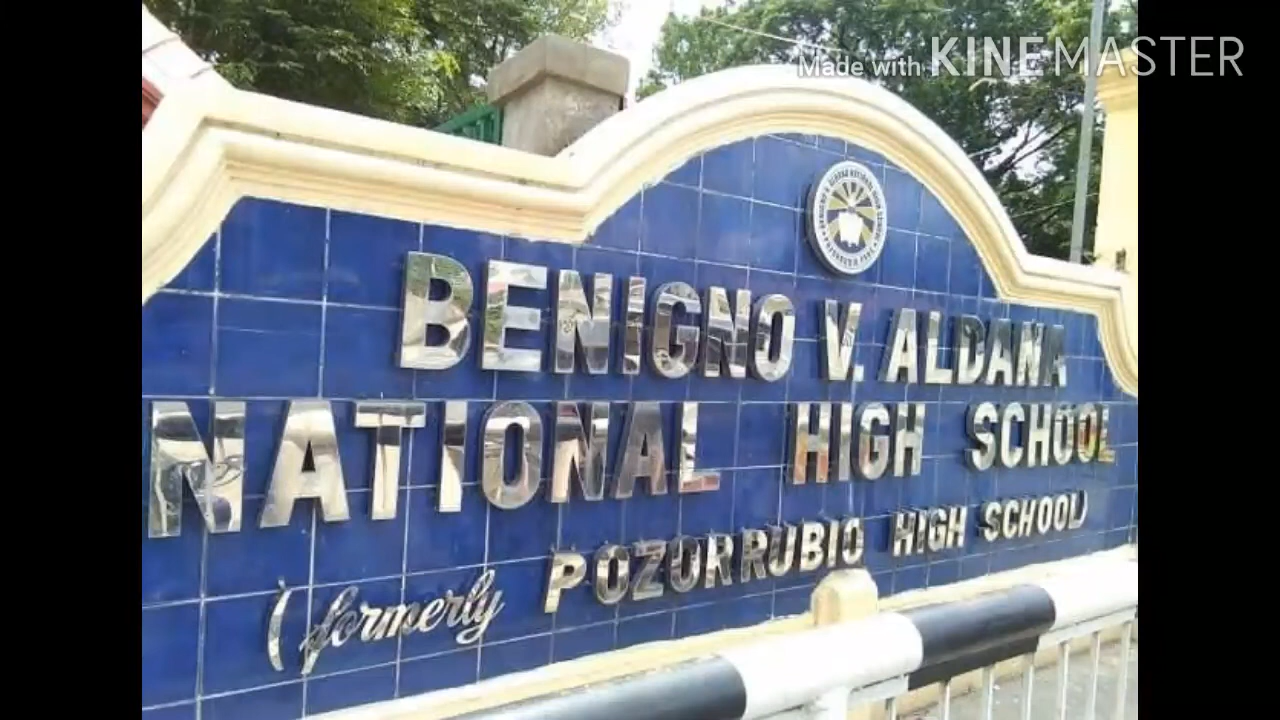 Made with KINEMASTER
BENIGNO V. ALDANA
NATIONAL HIGH SCHOOL
(formerly POZORRUBIO HIGH SCHOOL)